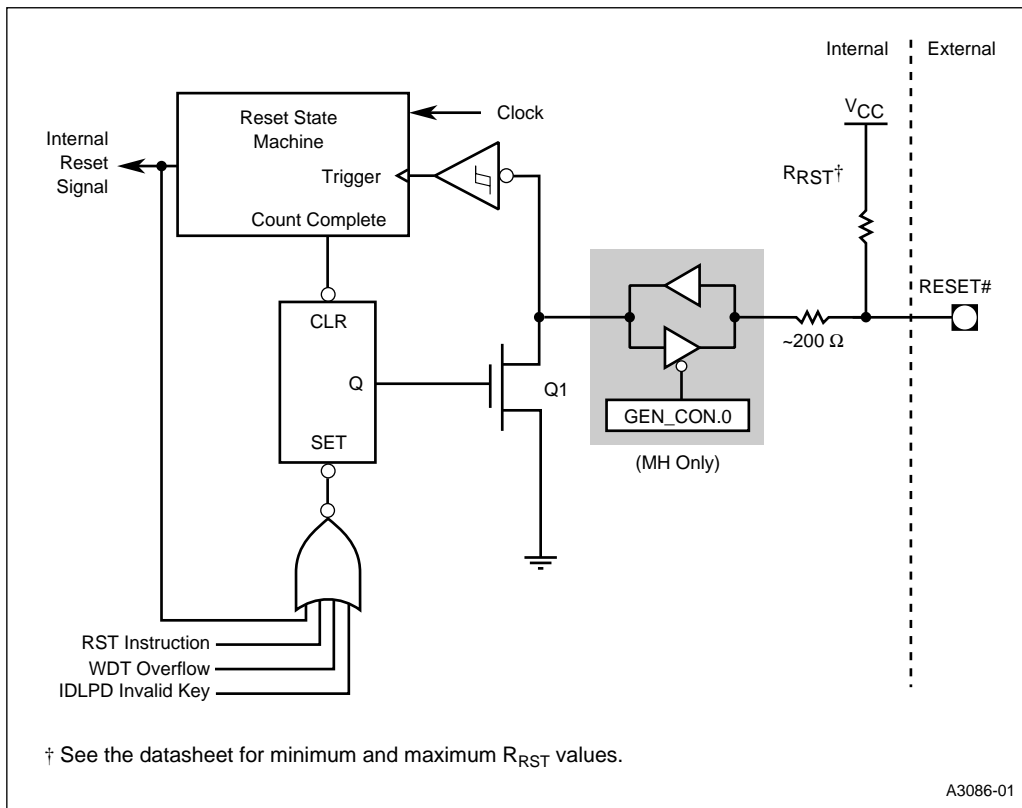 Internal
External
Reset State
Machine
Clock
Internal
Reset
Signal
Trigger
Count Complete
VCC
RRST†
RESET#
CLR
~200 Ω
Q
Q1
GEN_CON.0
SET
(MH Only)
RST Instruction
WDT Overflow
IDLPD Invalid Key
† See the datasheet for minimum and maximum RRST values.
A3086-01